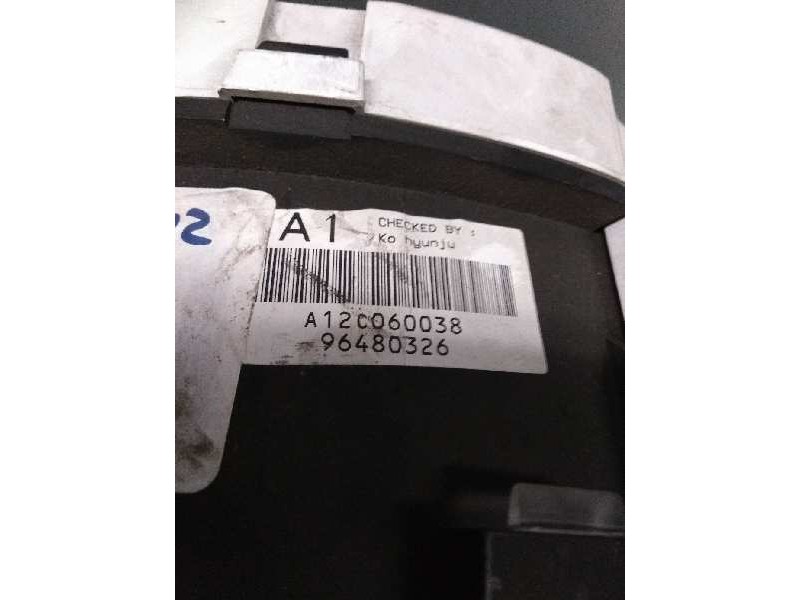 A1
CHECKED BY :
Ko hyunju
A12C060038
96480326